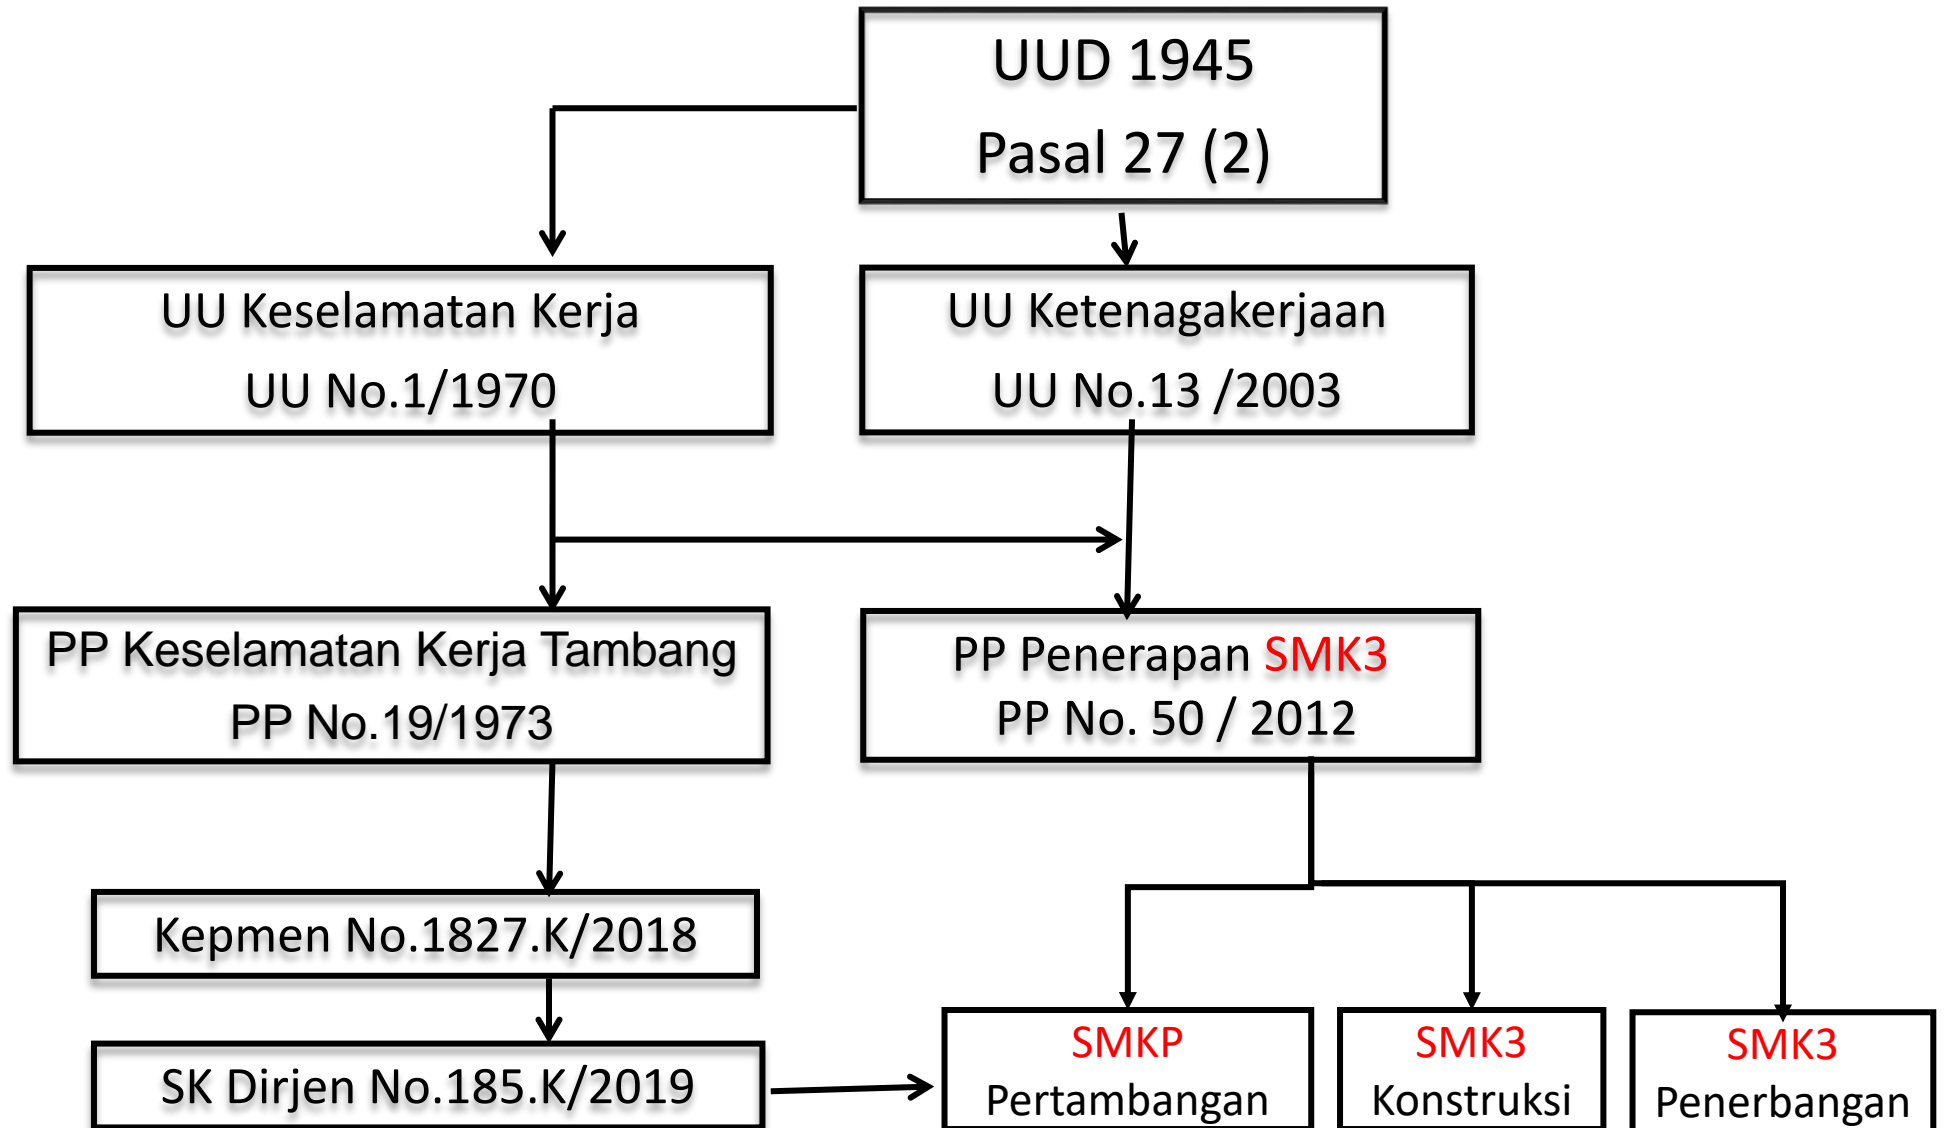 UUD 1945
Pasal 27 (2)
UU Keselamatan Kerja
UU No.1/1970
UU Ketenagakerjaan
UU No.13 /2003
PP Keselamatan Kerja Tambang
PP No.19/1973
PP Penerapan SMK3
PP No. 50 / 2012
Kepmen No.1827.K/2018
SK Dirjen No.185.K/2019
SMKP
Pertambangan
SMK3
Konstruksi
SMK3
Penerbangan